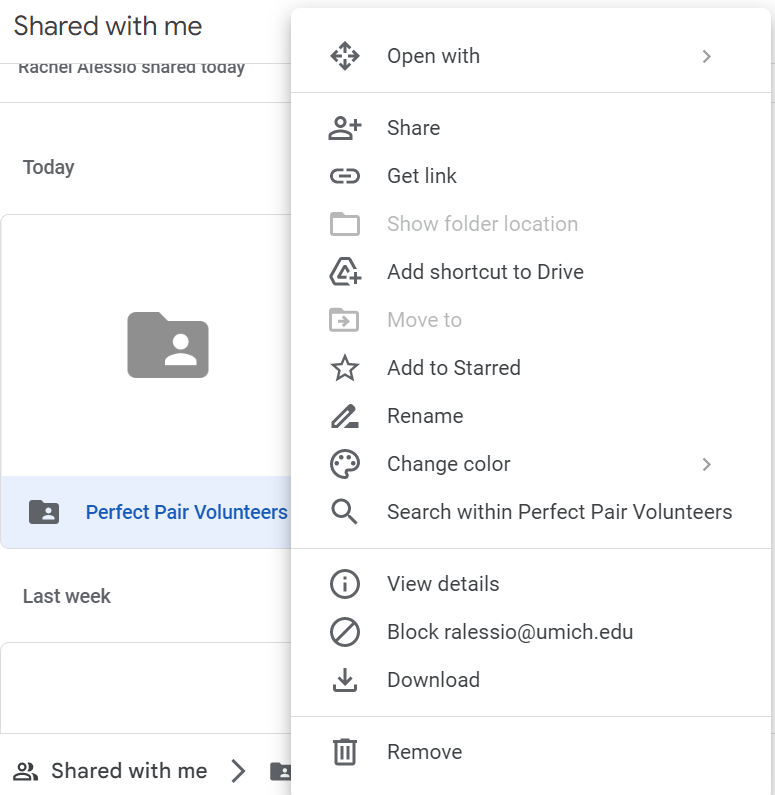 Shared with me
Rachel Alessio shared today
Today
Perfect Pair Volunteers
Last week
Shared with me
Open with
Share
Get link
Show folder location
Add shortcut to Drive
Move to
Add to Starred
Rename
Change color
Search within Perfect Pair Volunteers
View details
Block ralessio@umich.edu
Download
Remove